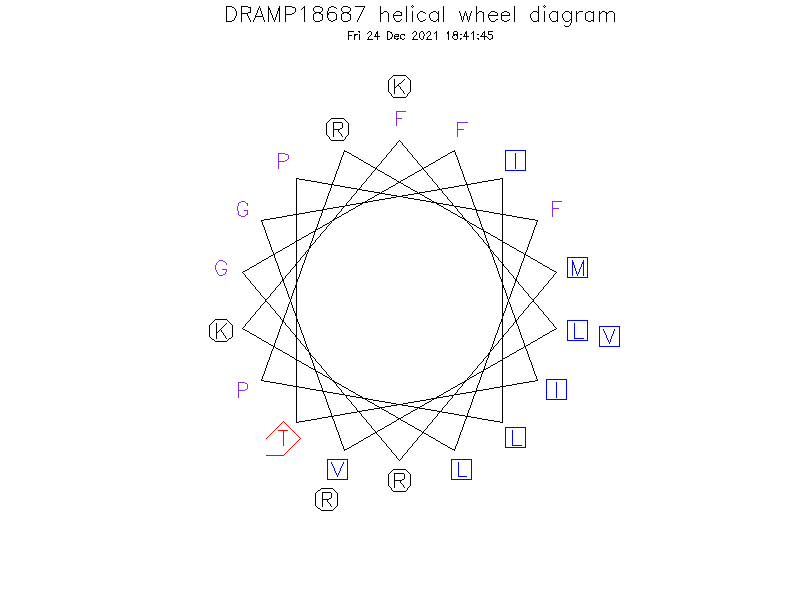 DRAMP18687 helical wheel diagram
Fri 24 Dec 2021 18:41:45
K
F
R F
P I
G F
G M
K L V
P I
T L
V R L
R